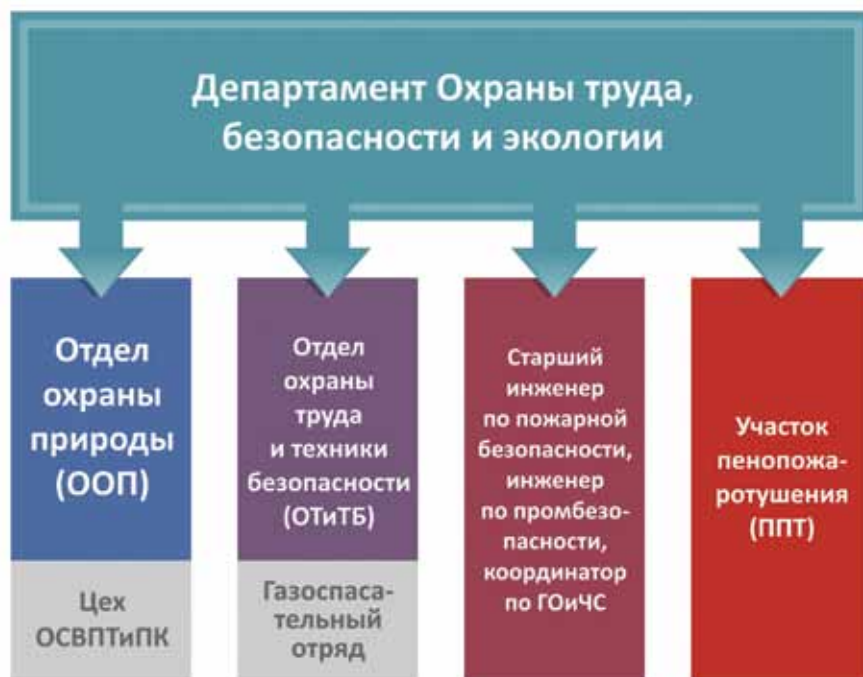 Департамент Охраны труда,
безопасности и экологии
Отдел
охраны
природы
(ООП)
Цех
ОСВПТиПК
Отдел
охраны
труда
и техники
безопасности
(ОТиТБ)
Газоспаса-
тельный
отряд
Старший
инженер
по пожарной
безопасности,
инженер
по промбезо-
пасности,
координатор
по ГОиЧС
Участок
пенопожа-
ротушения
(ППТ)